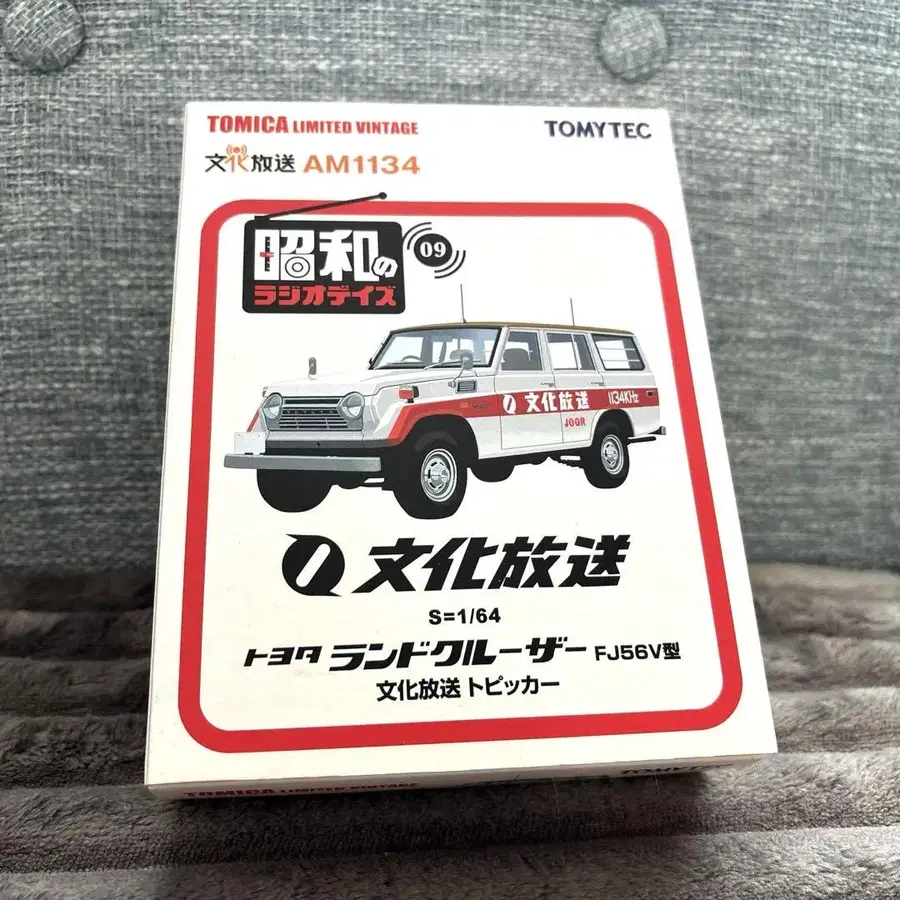 TOMICA LIMITED VINTAGE
TOMYTEC
文化放送 AM1134
昭和の
ラジオデイズ
09
文化放送
1134KHz
JOQR
文化放送
S=1/64
トヨタ ランドクルーザー FJ56V型
文化放送 トピッカー
TOMICA LIMITED VINTAGE
TOMYTEC